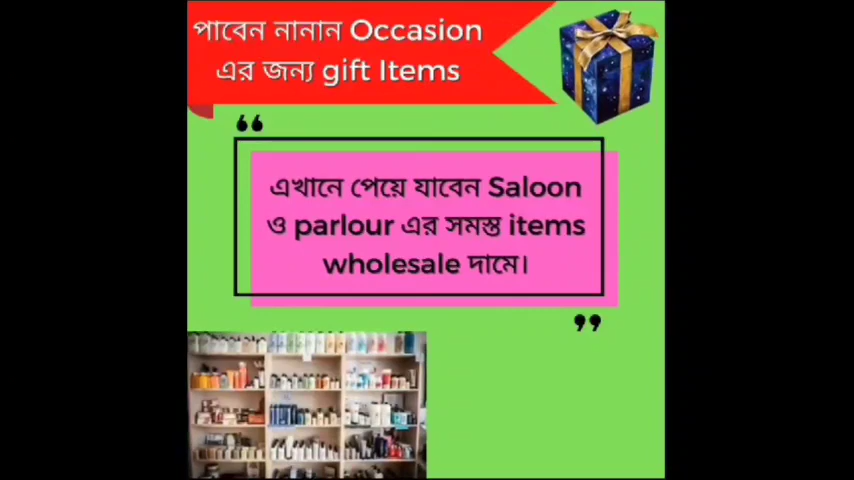 পাবেন নানান Occasion
এর জন্য gift Items
এখানে পেয়ে যাবেন Saloon
ও parlour এর সমস্ত items
wholesale দামে।